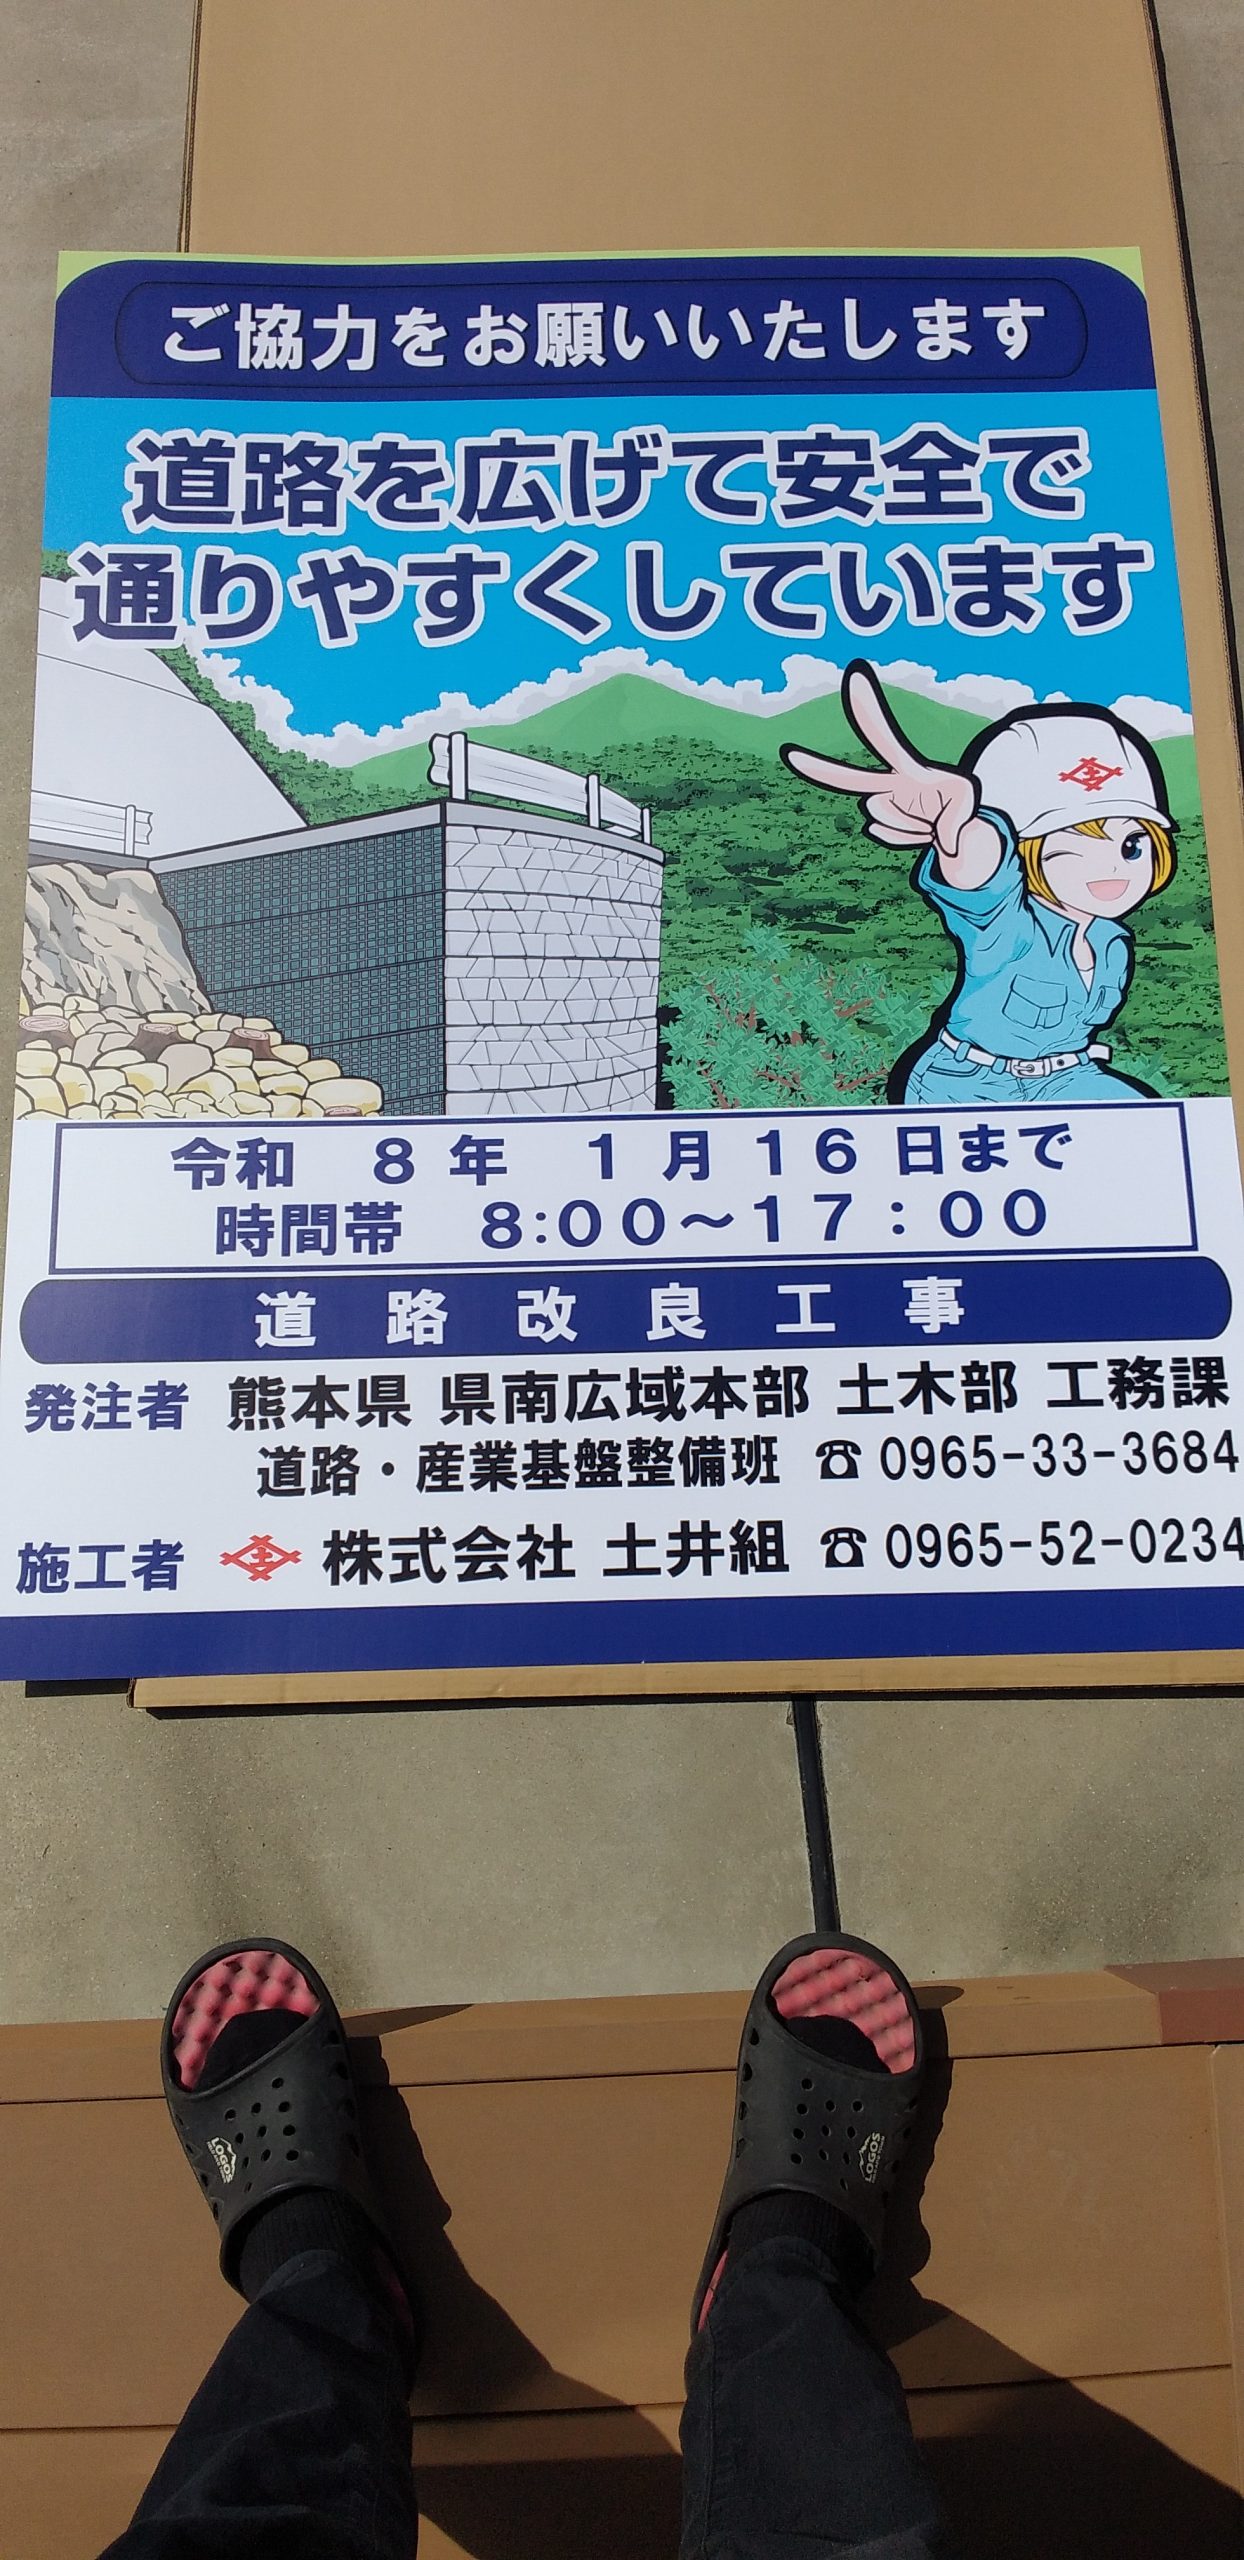 ご協力をお願いいたします
道路を広げて安全で
通りやすくしています
令和 8年 1月16日まで
時間帯 8:00～17:00
道路改良工事
発注者 熊本県 県南広域本部 土木部 工務課
道路・産業基盤整備班 ☎0965-33-3684
施工者 株式会社 土井組 ☎0965-52-0234
LOGOS
LOGOS